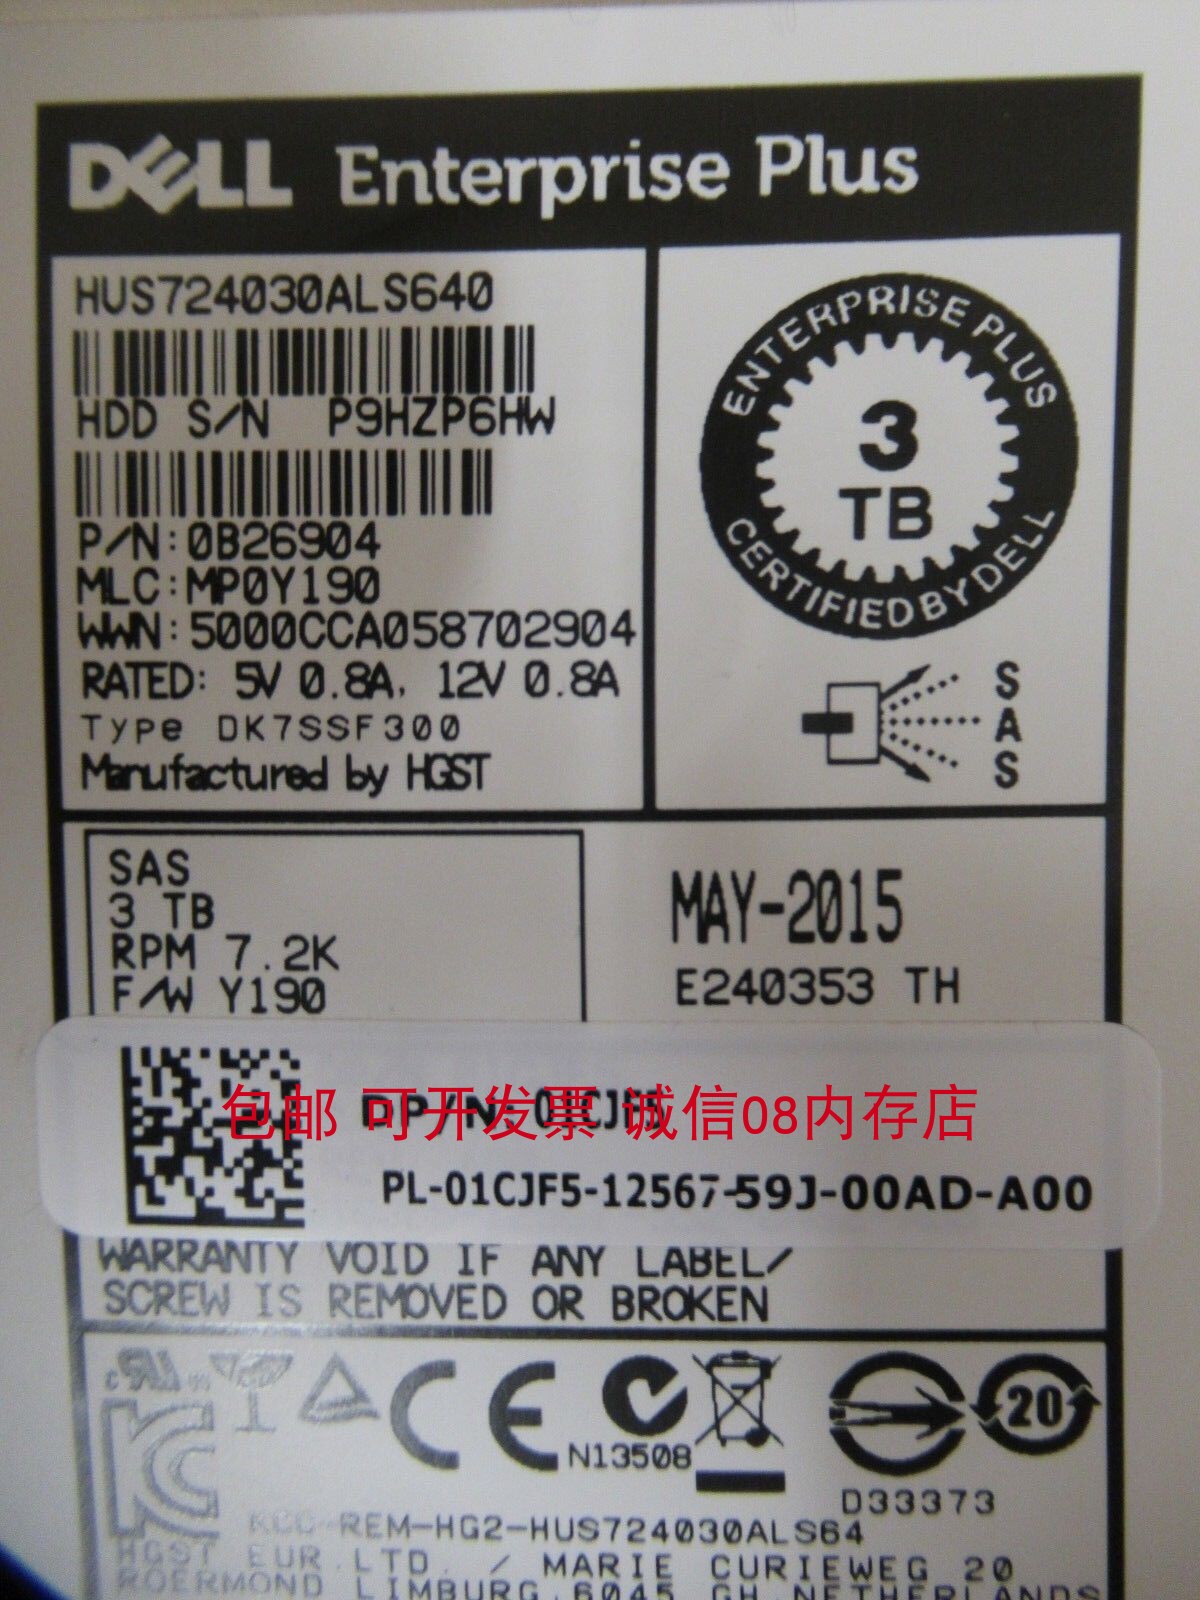 DELL Enterprise Plus
HUS724030ALS640
HDD S/N P9HZP6HW
P/N:0B26904
MLC:MP0Y190
WWN:5000CCA058702904
RATED: 5V 0.8A, 12V 0.8A
Type DK7SSF300
Manufactured by HGST
ENTERPRISE PLUS
3
TB
CERTIFIED BY DELL
SAS
SAS
3 TB
RPM 7.2K
F/W Y190
MAY-2015
E240353 TH
包邮 可开发票 诚信08内存店
DP/N: 01CJF5
PL-01CJF5-12567-59J-00AD-A00
WARRANTY VOID IF ANY LABEL/
SCREW IS REMOVED OR BROKEN
CE
N13508
20
D33373
KCC-REM-HG2-HUS724030ALS64
HGST EUR.LTD. / MARIE CURIEWEG 20
ROERMOND LIMBURG,6045 GH NETHERLANDS